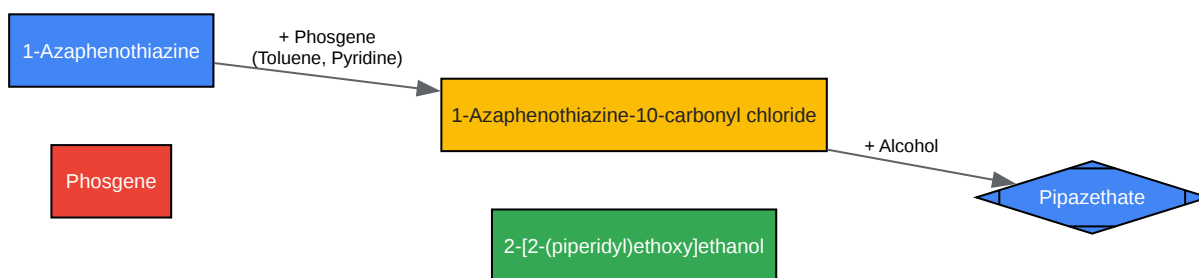 1-Azaphenothiazine
+ Phosgene
(Toluene, Pyridine)
1-Azaphenothiazine-10-carbonyl chloride
+ Alcohol
Phosgene
Pipazethate
2-[2-(piperidyl)ethoxy]ethanol